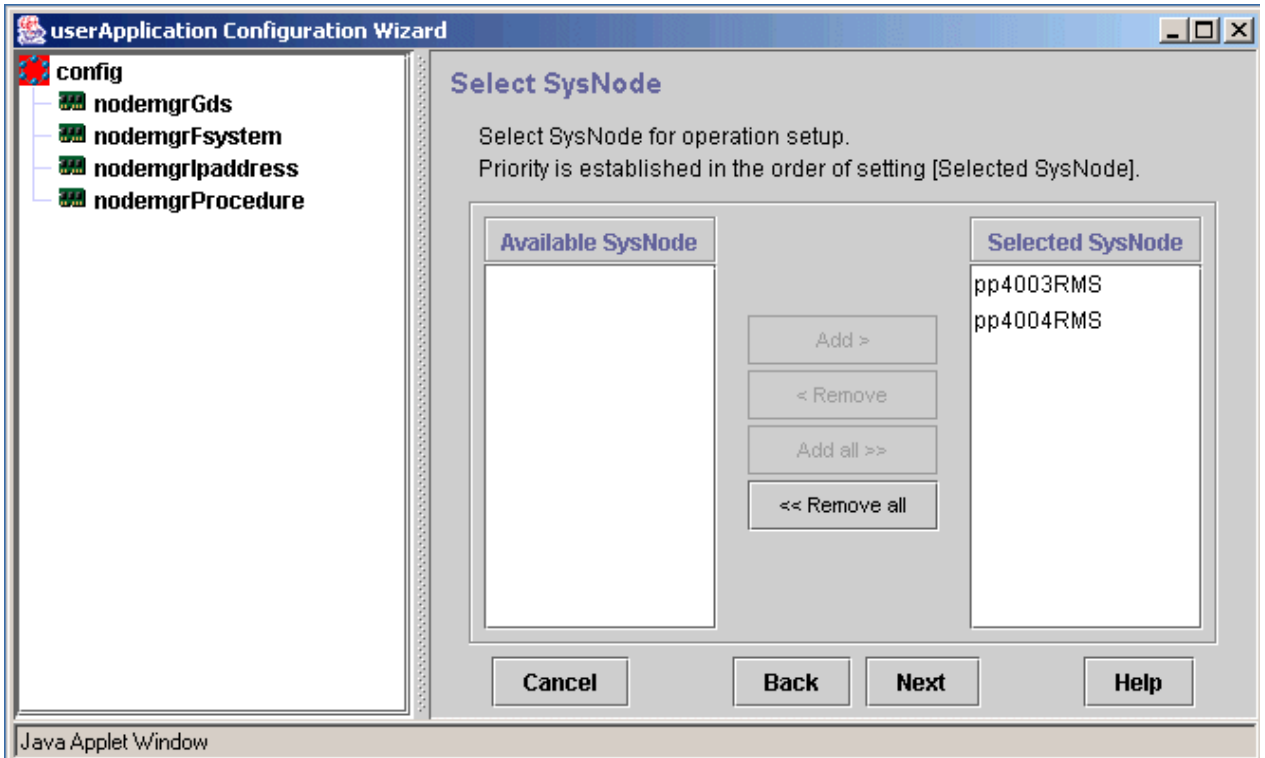 userApplication Configuration Wizard
config
nodemgrGds
nodemgrFsystem
nodemgrIpaddress
nodemgrProcedure
Select SysNode
Select SysNode for operation setup.
Priority is established in the order of setting [Selected SysNode].
Available SysNode
Selected SysNode
pp4003RMS
pp4004RMS
Add >
< Remove
Add all >>
<< Remove all
Cancel
Back
Next
Help
Java Applet Window